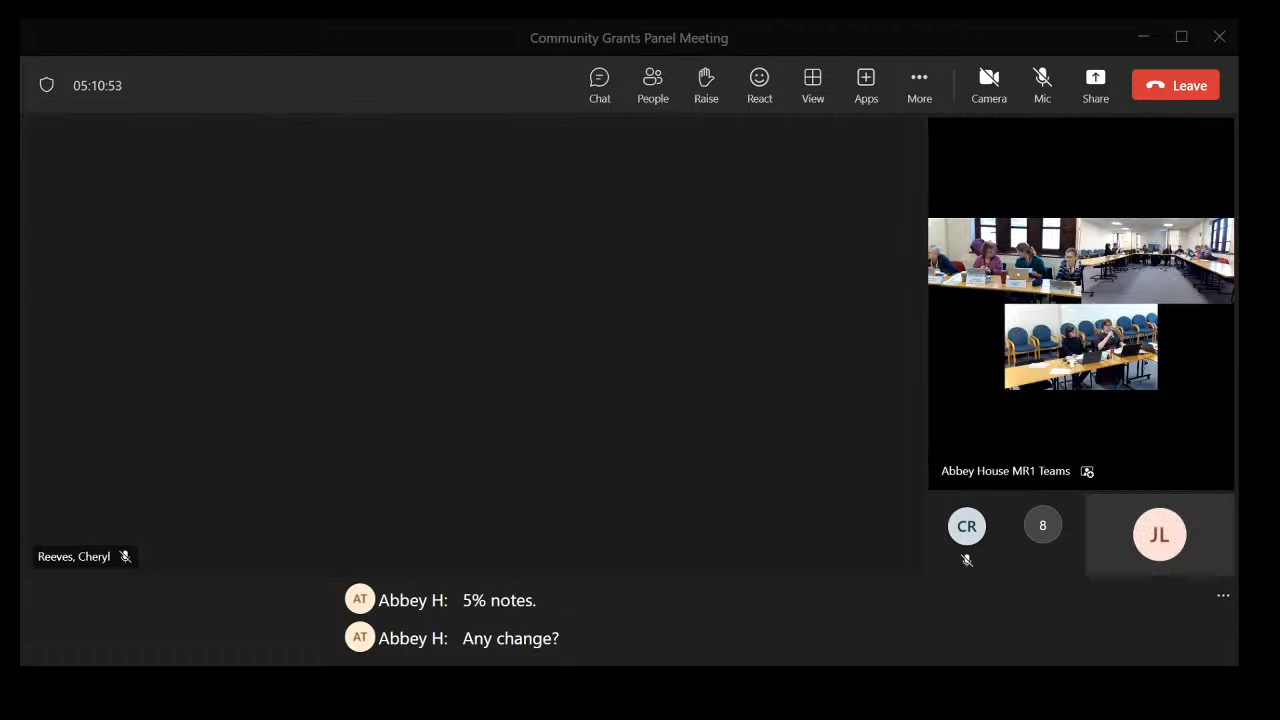 Community Grants Panel Meeting
05:10:53
Chat People Raise React View Apps More Camera Mic Share Leave
Abbey House MR1 Teams
CR 8 JL
Reeves, Cheryl
AT Abbey H: 5% notes.
AT Abbey H: Any change?